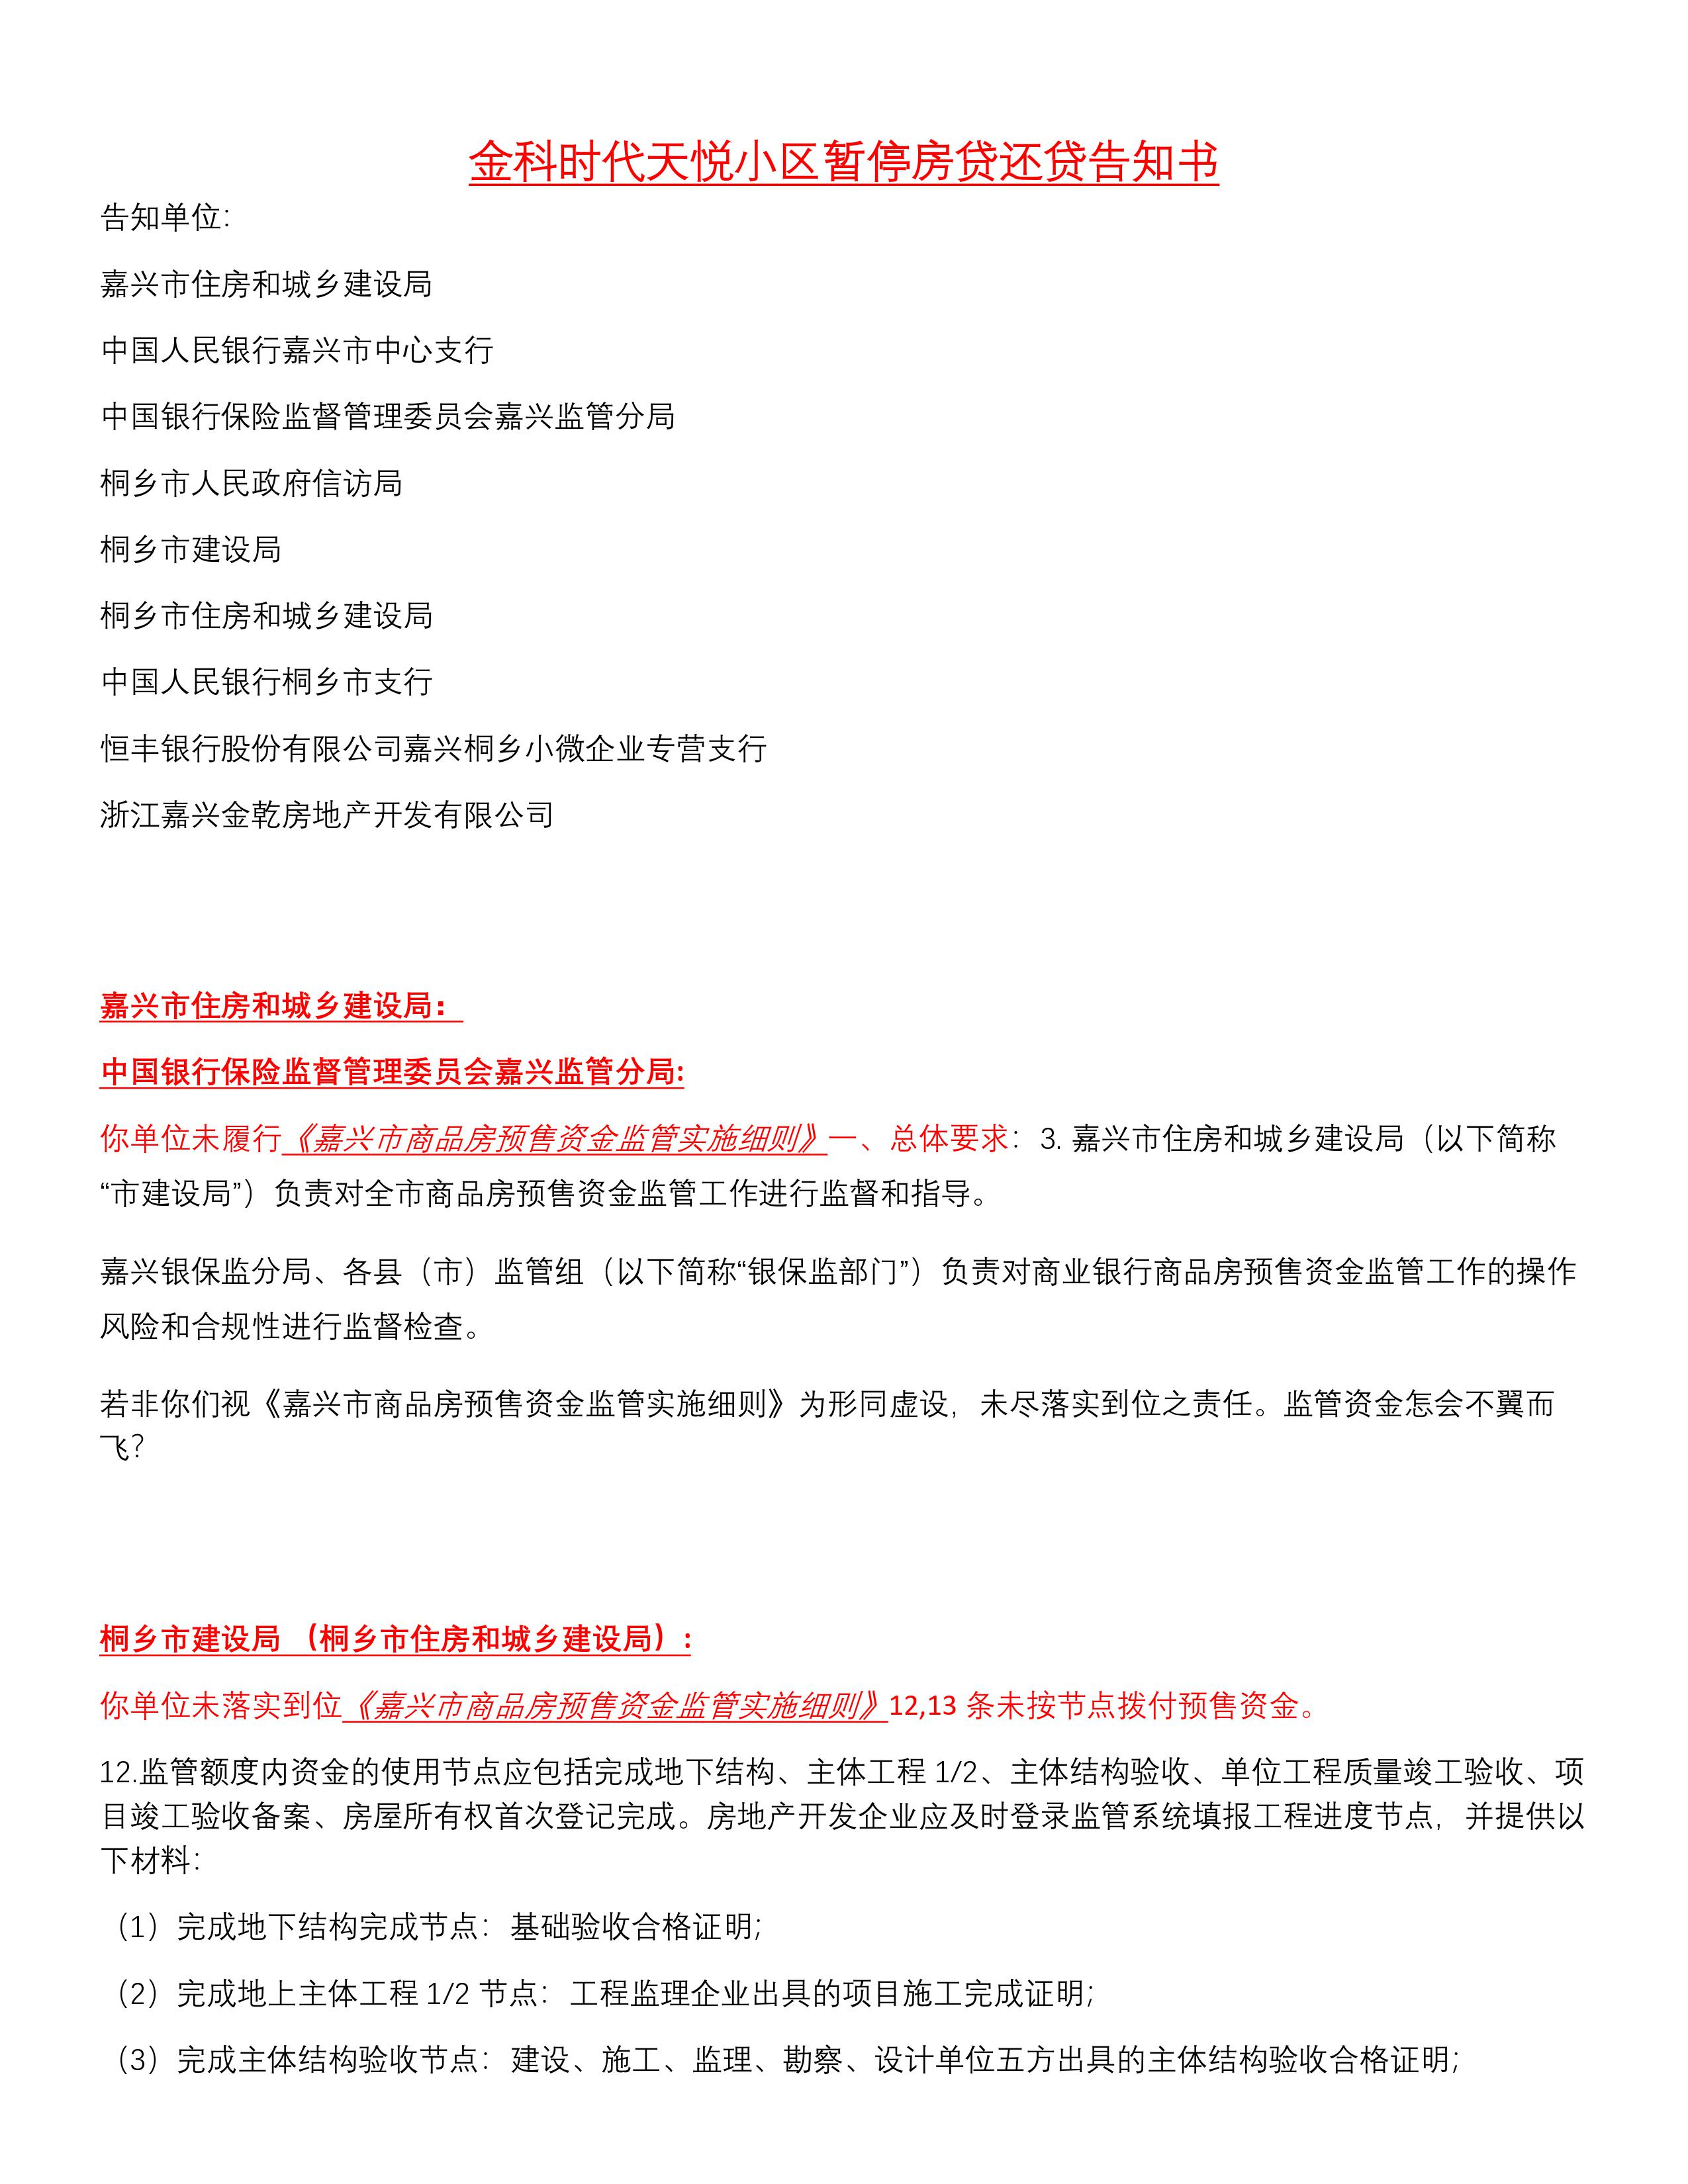 金科时代天悦小区暂停房贷还贷告知书
告知单位：
嘉兴市住房和城乡建设局
中国人民银行嘉兴市中心支行
中国银行保险监督管理委员会嘉兴监管分局
桐乡市人民政府信访局
桐乡市建设局
桐乡市住房和城乡建设局
中国人民银行桐乡市支行
恒丰银行股份有限公司嘉兴桐乡小微企业专营支行
浙江嘉兴金乾房地产开发有限公司
嘉兴市住房和城乡建设局：
中国银行保险监督管理委员会嘉兴监管分局:
你单位未履行《嘉兴市商品房预售资金监管实施细则》一、总体要求：3. 嘉兴市住房和城乡建设局（以下简称
“市建设局”）负责对全市商品房预售资金监管工作进行监督和指导。
嘉兴银保监分局、各县（市）监管组（以下简称“银保监部门”）负责对商业银行商品房预售资金监管工作的操作
风险和合规性进行监督检查。
若非你们视《嘉兴市商品房预售资金监管实施细则》为形同虚设，未尽落实到位之责任。监管资金怎会不翼而
飞？
桐乡市建设局 （桐乡市住房和城乡建设局）:
你单位未落实到位《嘉兴市商品房预售资金监管实施细则》12,13 条未按节点拨付预售资金。
12.监管额度内资金的使用节点应包括完成地下结构、主体工程 1/2、主体结构验收、单位工程质量竣工验收、项
目竣工验收备案、房屋所有权首次登记完成。房地产开发企业应及时登录监管系统填报工程进度节点，并提供以
下材料：
（1）完成地下结构完成节点：基础验收合格证明；
（2）完成地上主体工程 1/2 节点：工程监理企业出具的项目施工完成证明；
（3）完成主体结构验收节点：建设、施工、监理、勘察、设计单位五方出具的主体结构验收合格证明；